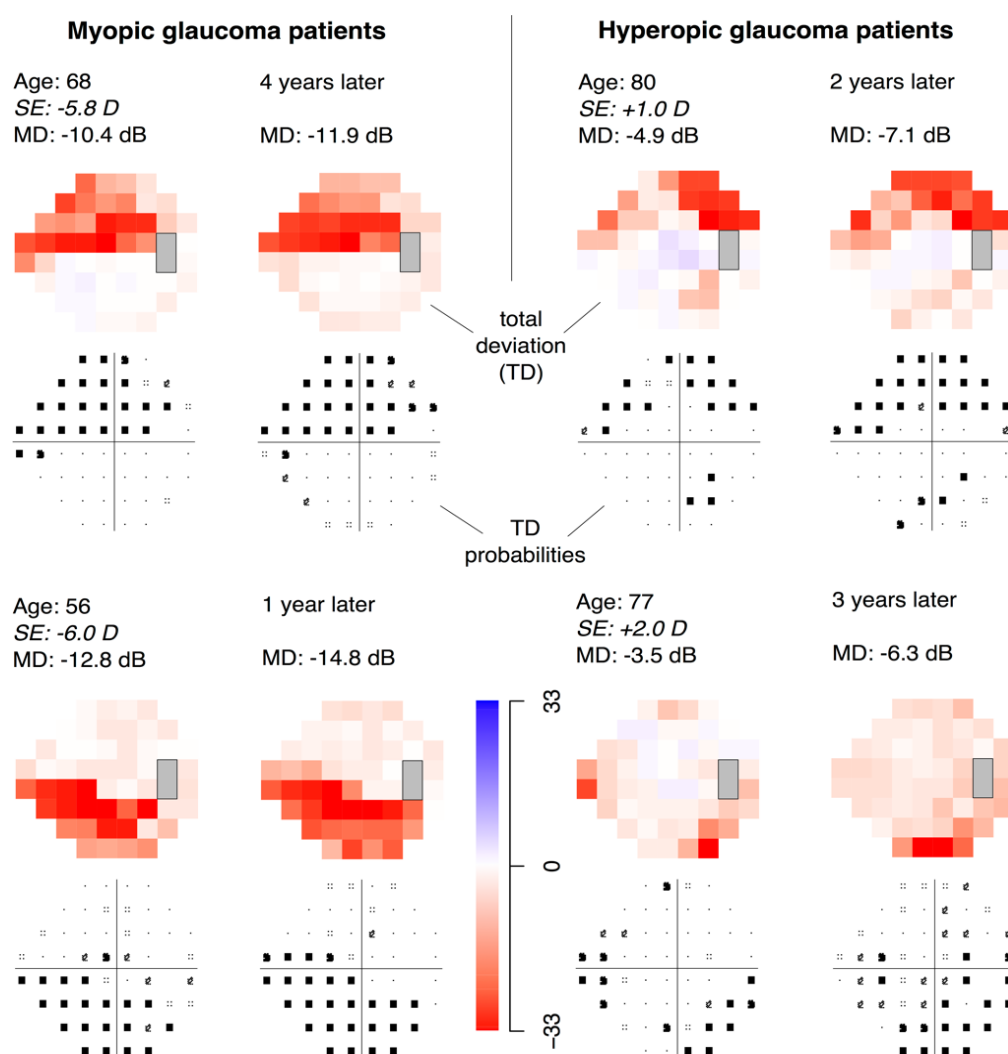 Myopic glaucoma patients
Hyperopic glaucoma patients
Age: 68
SE: -5.8 D
MD: -10.4 dB
4 years later
MD: -11.9 dB
Age: 80
SE: +1.0 D
MD: -4.9 dB
2 years later
MD: -7.1 dB
total
deviation
(TD)
TD
probabilities
Age: 56
SE: -6.0 D
MD: -12.8 dB
1 year later
MD: -14.8 dB
Age: 77
SE: +2.0 D
MD: -3.5 dB
3 years later
MD: -6.3 dB
33
0
-33